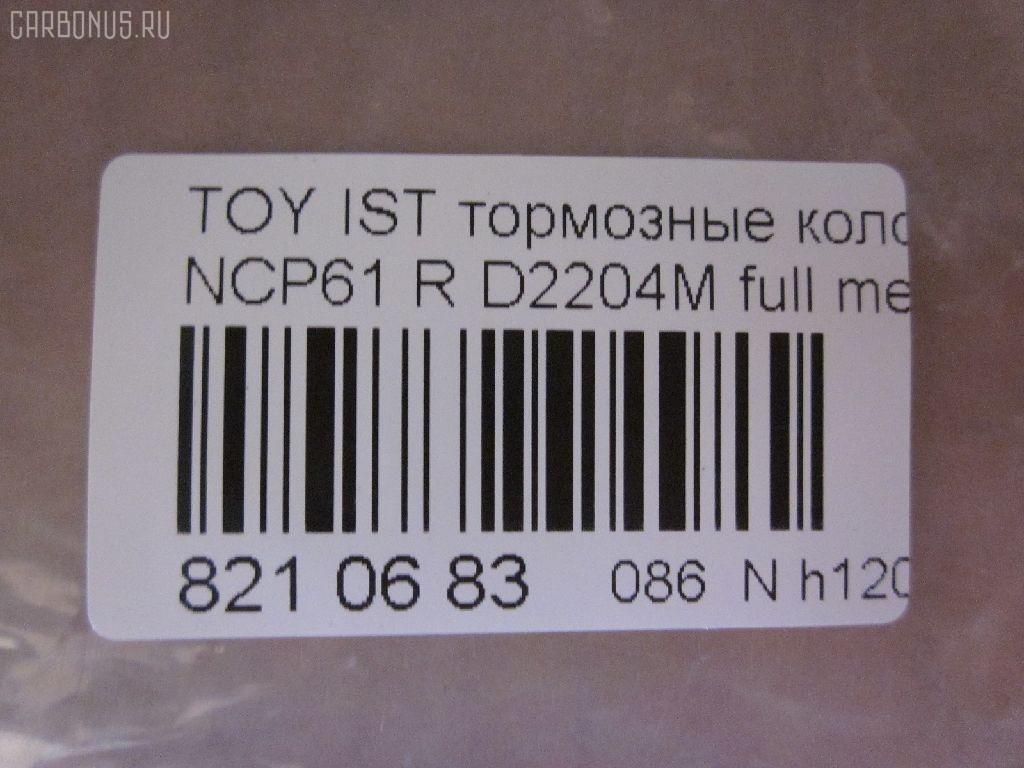 CARBONUS.RU
TOY IST тормозные коло
NCP61 R D2204M full me
821 06 83 086 N h120